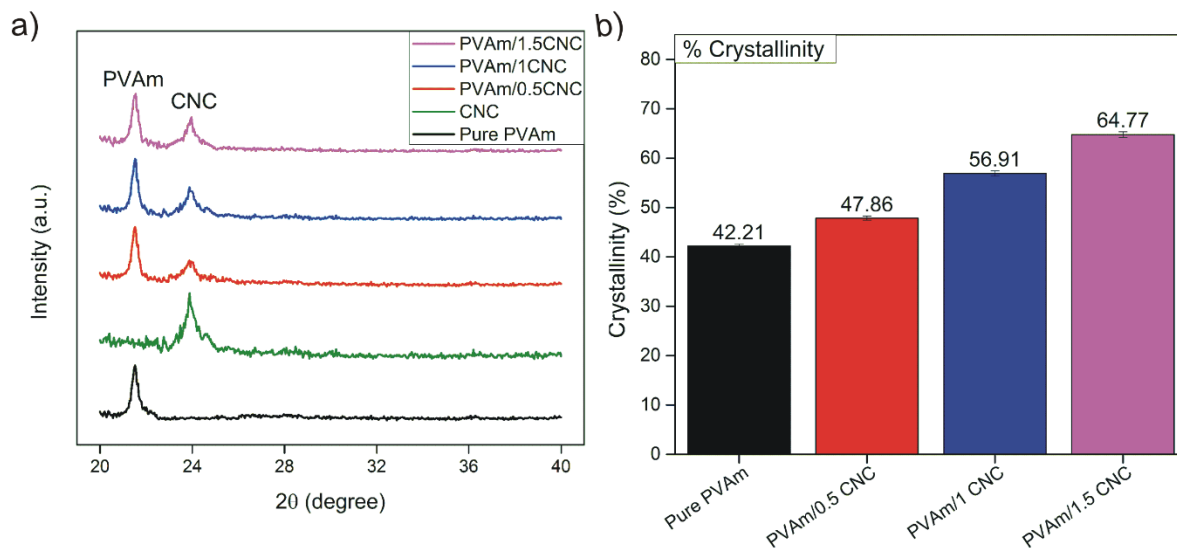 a)
PVAm/1.5CNC
PVAm/1CNC
PVAm/0.5CNC
CNC
Pure PVAm
PVAm
CNC
Intensity (a.u.)
20 24 28 32 36 40
2θ (degree)
b)
% Crystallinity
80
70
60
50
40
30
20
10
0
Crystallinity (%)
42.21
47.86
56.91
64.77
Pure PVAm
PVAm/0.5 CNC
PVAm/1 CNC
PVAm/1.5 CNC